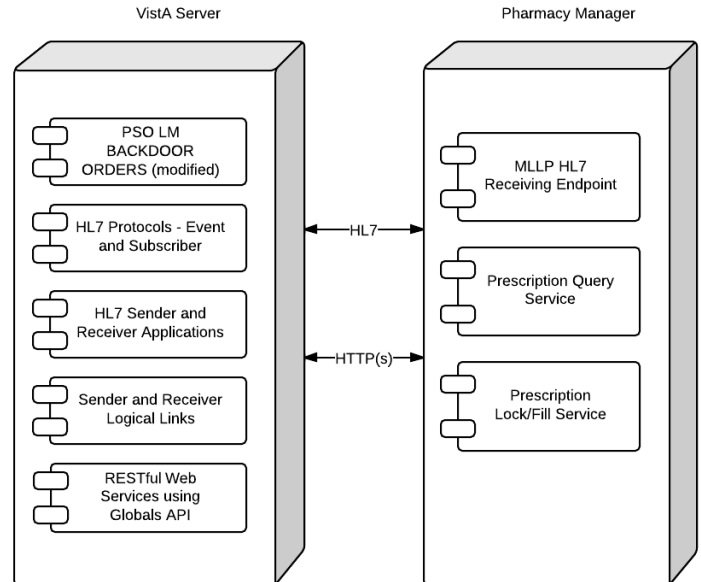 VistA Server
PSO LM
BACKDOOR
ORDERS (modified)
HL7 Protocols - Event
and Subscriber
HL7 Sender and
Receiver Applications
Sender and Receiver
Logical Links
RESTful Web
Services using
Globals API
HL7
HTTP(s)
Pharmacy Manager
MLLP HL7
Receiving Endpoint
Prescription Query
Service
Prescription
Lock/Fill Service